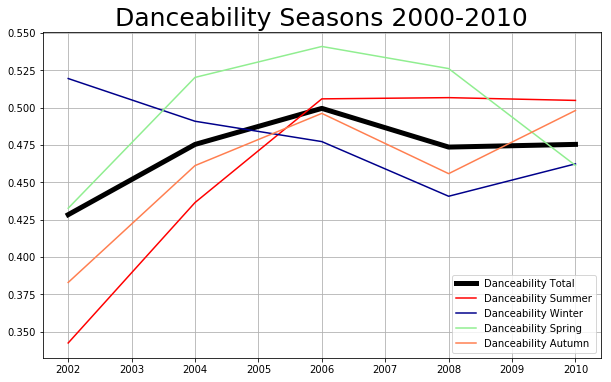 Danceability Seasons 2000-2010
0.550
0.525
0.500
0.475
0.450
0.425
0.400
0.375
0.350
Danceability Total
Danceability Summer
Danceability Winter
Danceability Spring
Danceability Autumn
2002 2003 2004 2005 2006 2007 2008 2009 2010